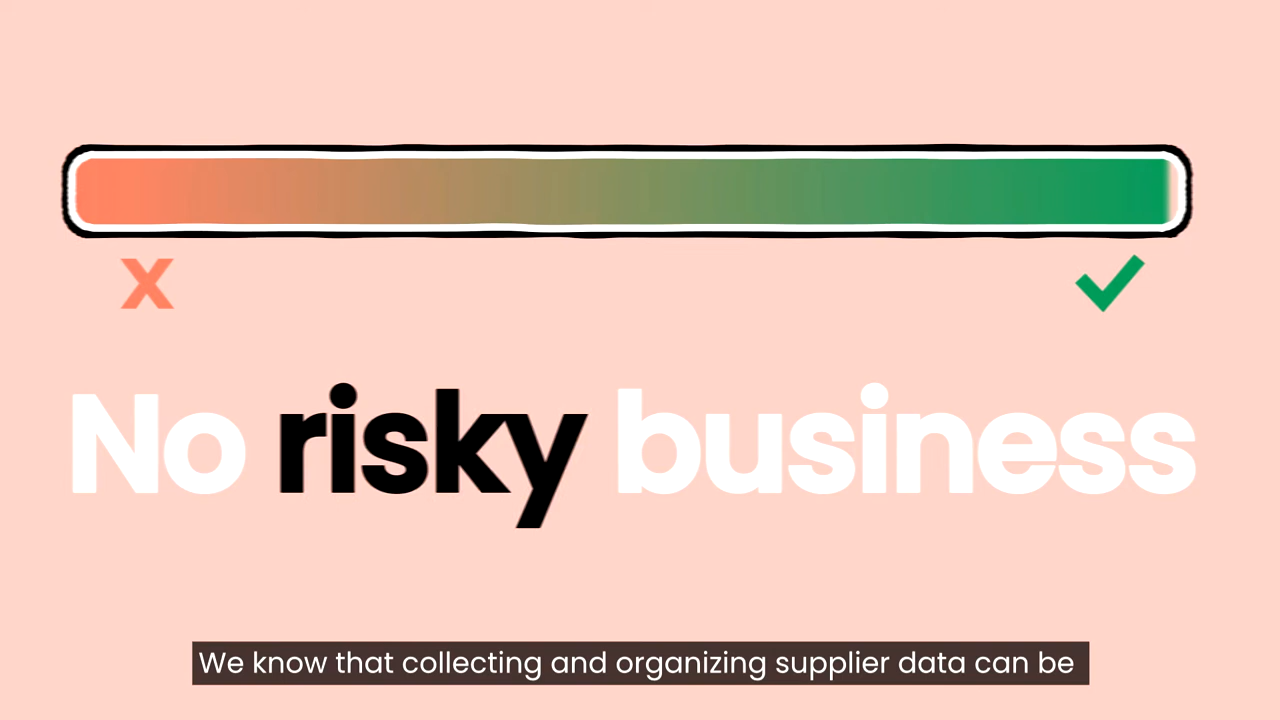 X
No risky business
We know that collecting and organizing supplier data can be